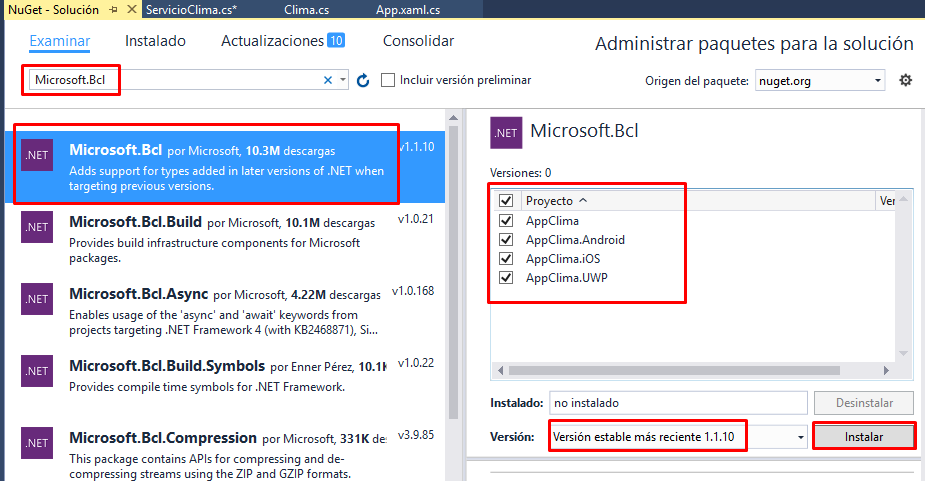 NuGet - Solución
ServicioClima.cs*
Clima.cs
App.xaml.cs
Examinar
Instalado
Actualizaciones 10
Consolidar
Administrar paquetes para la solución
Microsoft.Bcl
Incluir versión preliminar
Origen del paquete: nuget.org
.NET
Microsoft.Bcl por Microsoft, 10.3M descargas
v1.1.10
Adds support for types added in later versions of .NET when
targeting previous versions.
.NET
Microsoft.Bcl.Build por Microsoft, 10.1M descargas
v1.0.21
Provides build infrastructure components for Microsoft
packages.
.NET
Microsoft.Bcl.Async por Microsoft, 4.22M descargas
v1.0.168
Enables usage of the 'async' and 'await' keywords from
projects targeting .NET Framework 4 (with KB2468871), Si...
.NET
Microsoft.Bcl.Build.Symbols por Enner Pérez, 10.1K
v1.0.22
Provides compile time symbols for .NET Framework.
.NET
Microsoft.Bcl.Compression por Microsoft, 331K de
v3.9.85
This package contains APIs for compressing and de-
compressing streams using the ZIP and GZIP formats.
.NET
Microsoft.Bcl
Versiones: 0
Proyecto
Ver
AppClima
AppClima.Android
AppClima.iOS
AppClima.UWP
Instalado: no instalado
Desinstalar
Versión: Versión estable más reciente 1.1.10
Instalar